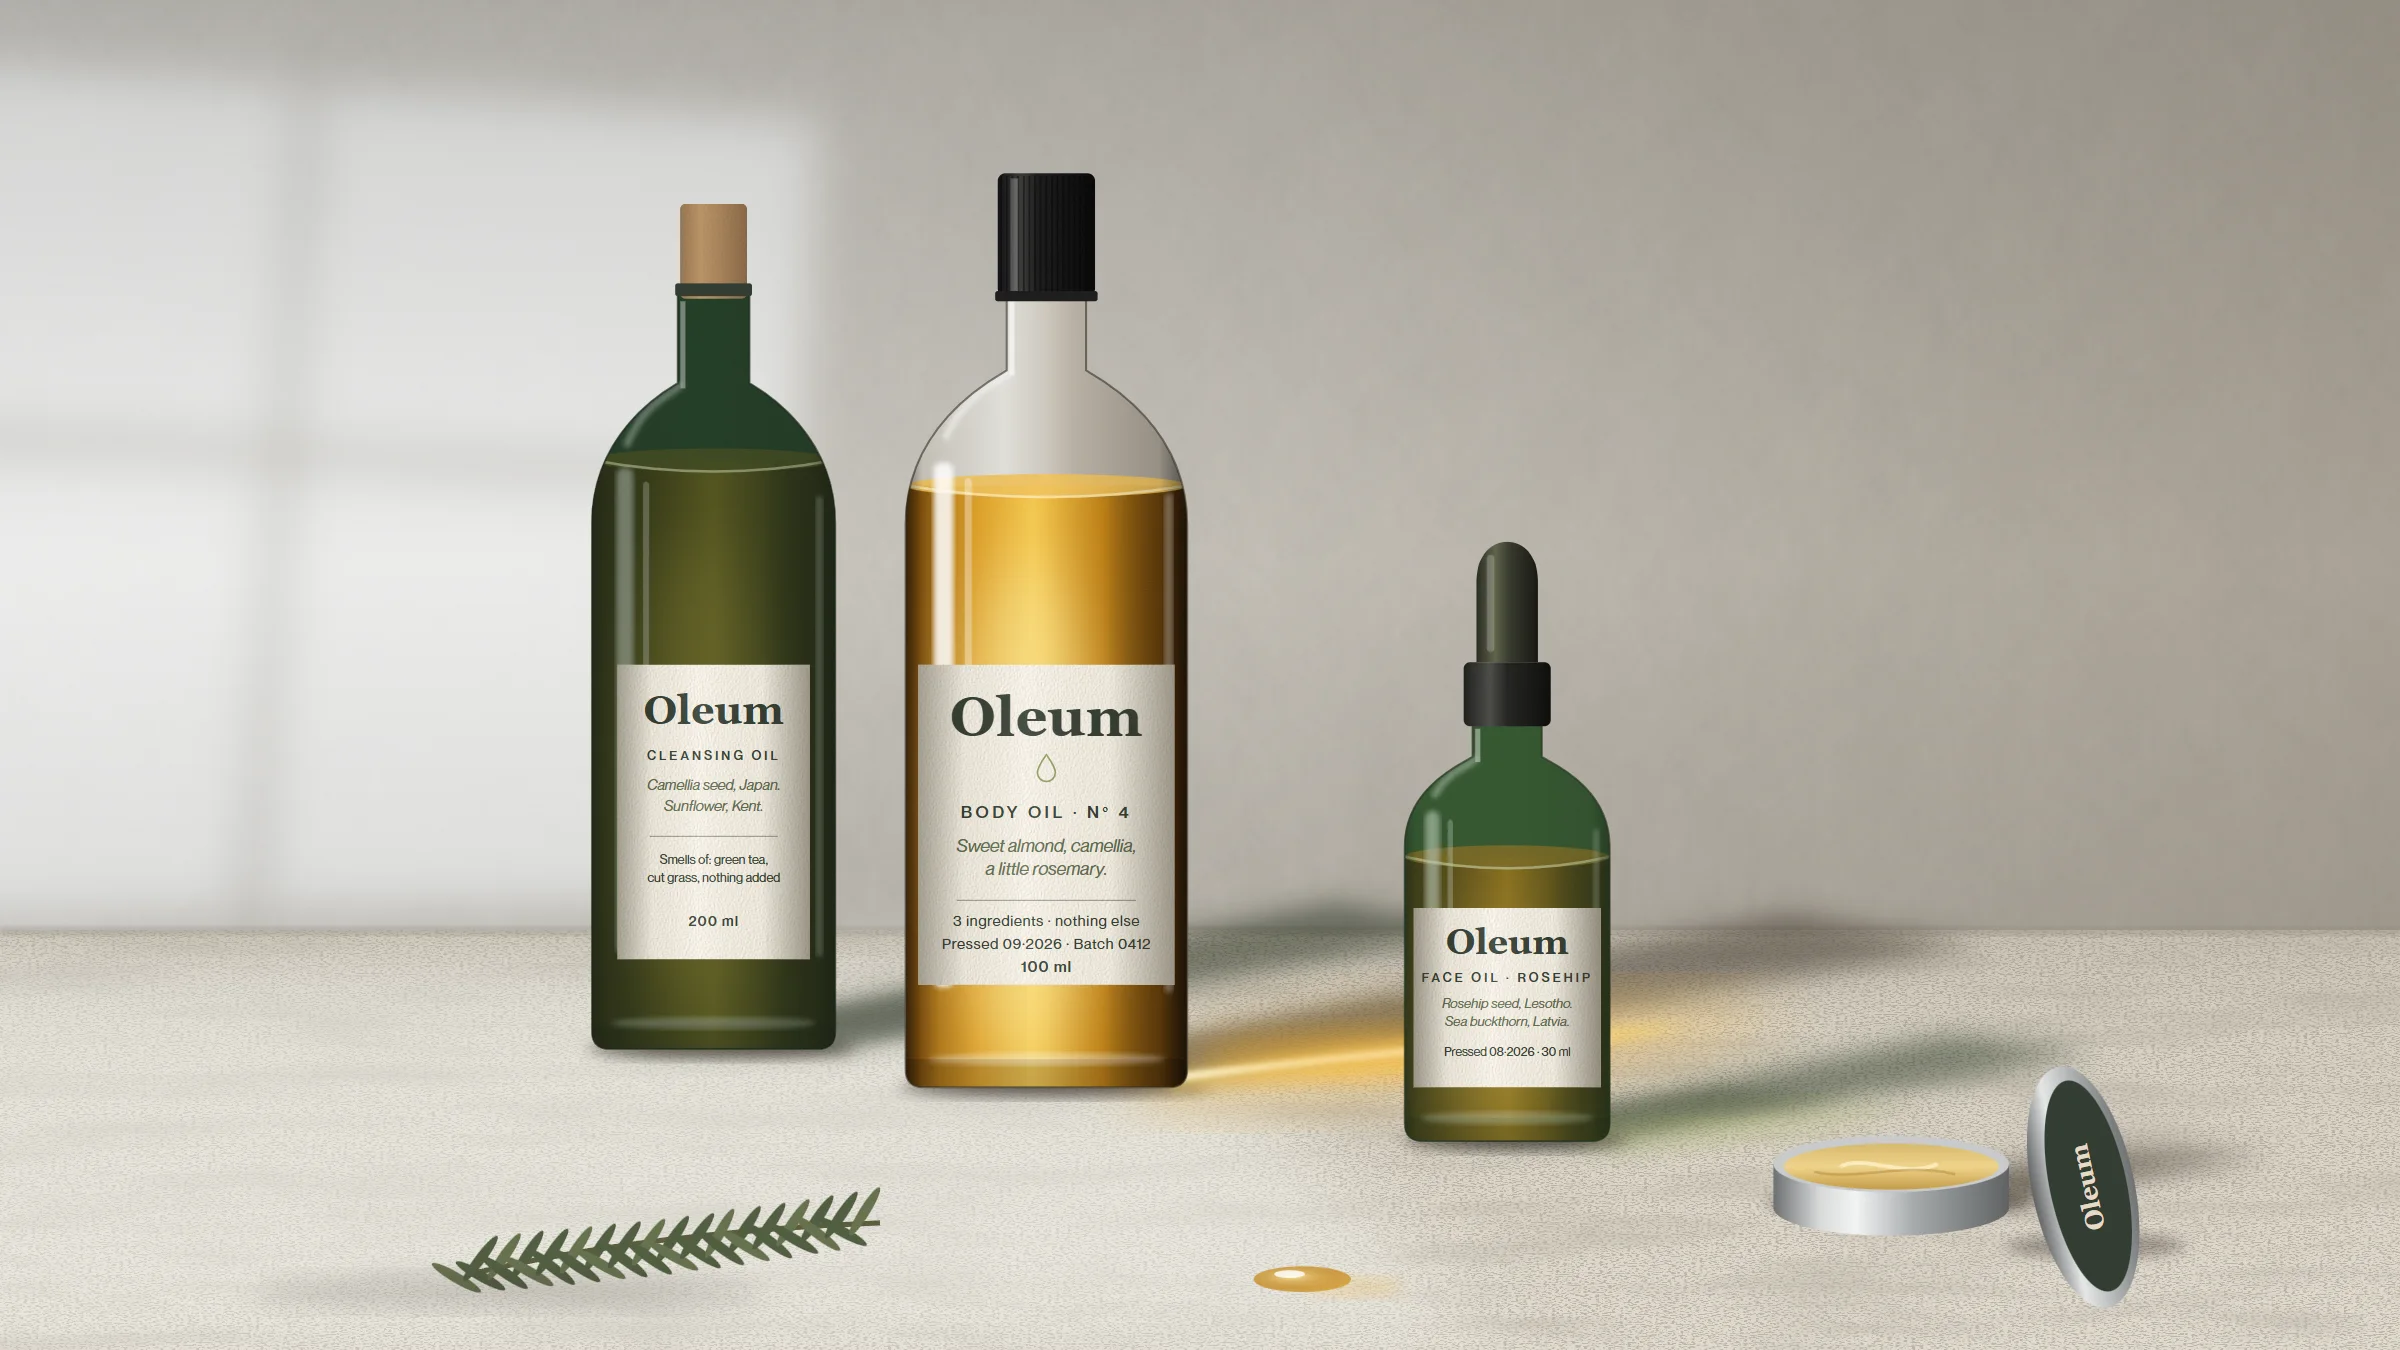 Oleum
CLEANSING OIL
Camellia seed, Japan.
Sunflower, Kent.
Smells of: green tea,
cut grass, nothing added
200 ml
Oleum
BODY OIL · N° 4
Sweet almond, camellia,
a little rosemary.
3 ingredients · nothing else
Pressed 09·2026 · Batch 0412
100 ml
Oleum
FACE OIL · ROSEHIP
Rosehip seed, Lesotho.
Sea buckthorn, Latvia.
Pressed 08·2026 · 30 ml
Oleum